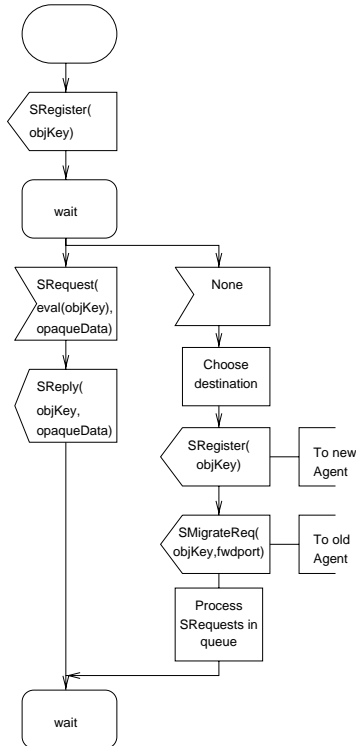 SRegister(
objKey)
wait
SRequest(
eval(objKey),
opaqueData)
SReply(
objKey,
opaqueData)
None
Choose
destination
SRegister(
objKey)
To new
Agent
SMigrateReq(
objKey,fwdport)
To old
Agent
Process
SRequests in
queue
wait